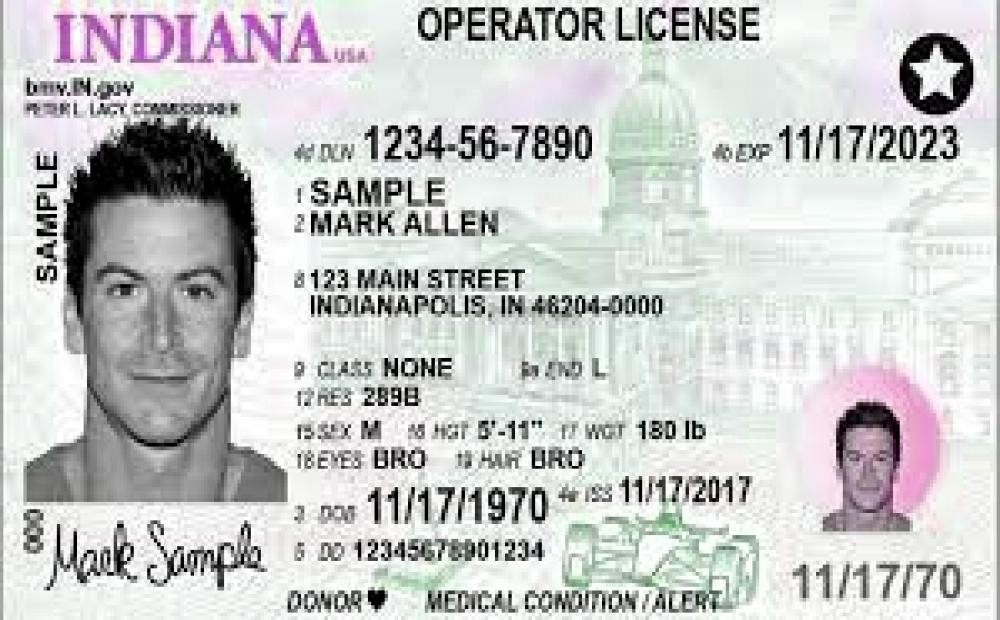 INDIANA USA
OPERATOR LICENSE
bmv.IN.gov
PETER L. LACY, COMMISSIONER
SAMPLE
4d DLN 1234-56-7890
4b EXP 11/17/2023
1 SAMPLE
2 MARK ALLEN
8 123 MAIN STREET
INDIANAPOLIS, IN 46204-0000
9 CLASS NONE 9a END L
12 RES 289B
15 SEX M 16 HGT 5'-11" 17 WGT 180 lb
18 EYES BRO 19 HAIR BRO
3 DOB 11/17/1970 4a ISS 11/17/2017
5 DD 12345678901234
000
Mark Sample
DONOR♥ MEDICAL CONDITION / ALERT
11/17/70